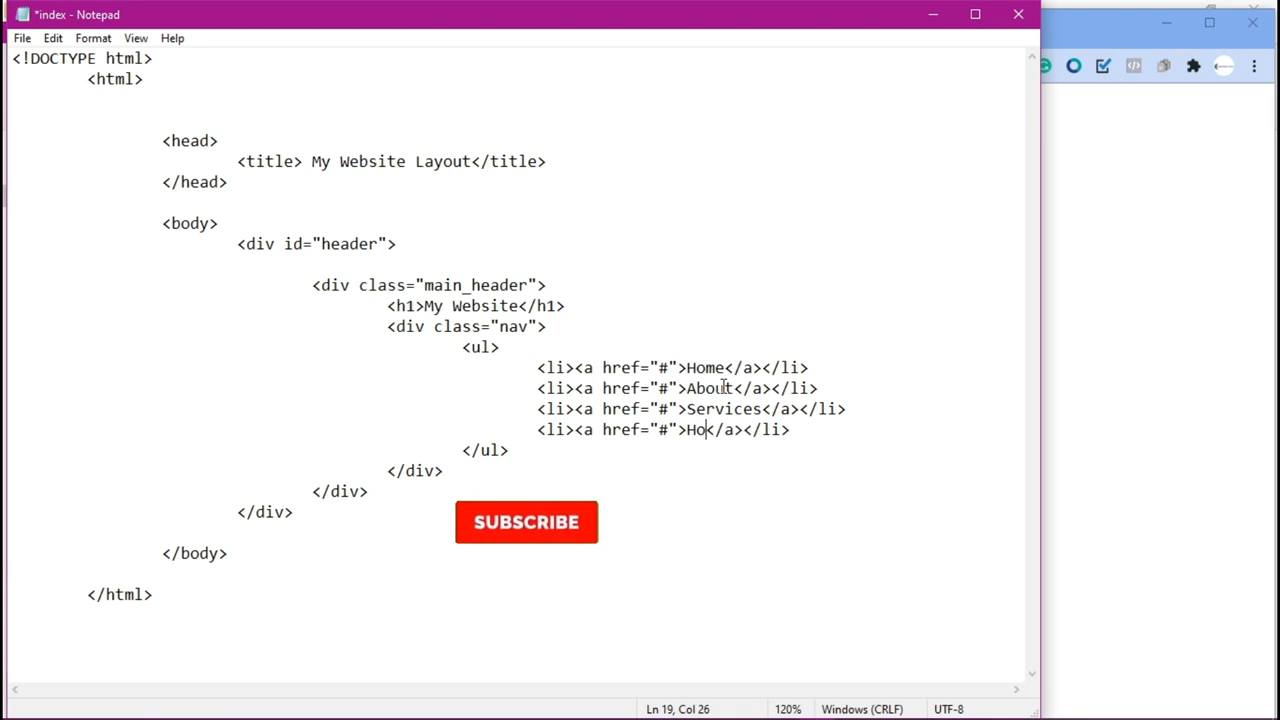 *index - Notepad
File Edit Format View Help
<!DOCTYPE html>
<html>
<head>
<title> My Website Layout</title>
</head>
<body>
<div id="header">
<div class="main_header">
<h1>My Website</h1>
<div class="nav">
<ul>
<li><a href="#">Home</a></li>
<li><a href="#">About</a></li>
<li><a href="#">Services</a></li>
<li><a href="#">Ho</a></li>
</ul>
</div>
</div>
</div>
SUBSCRIBE
</body>
</html>
Ln 19, Col 26 120% Windows (CRLF) UTF-8